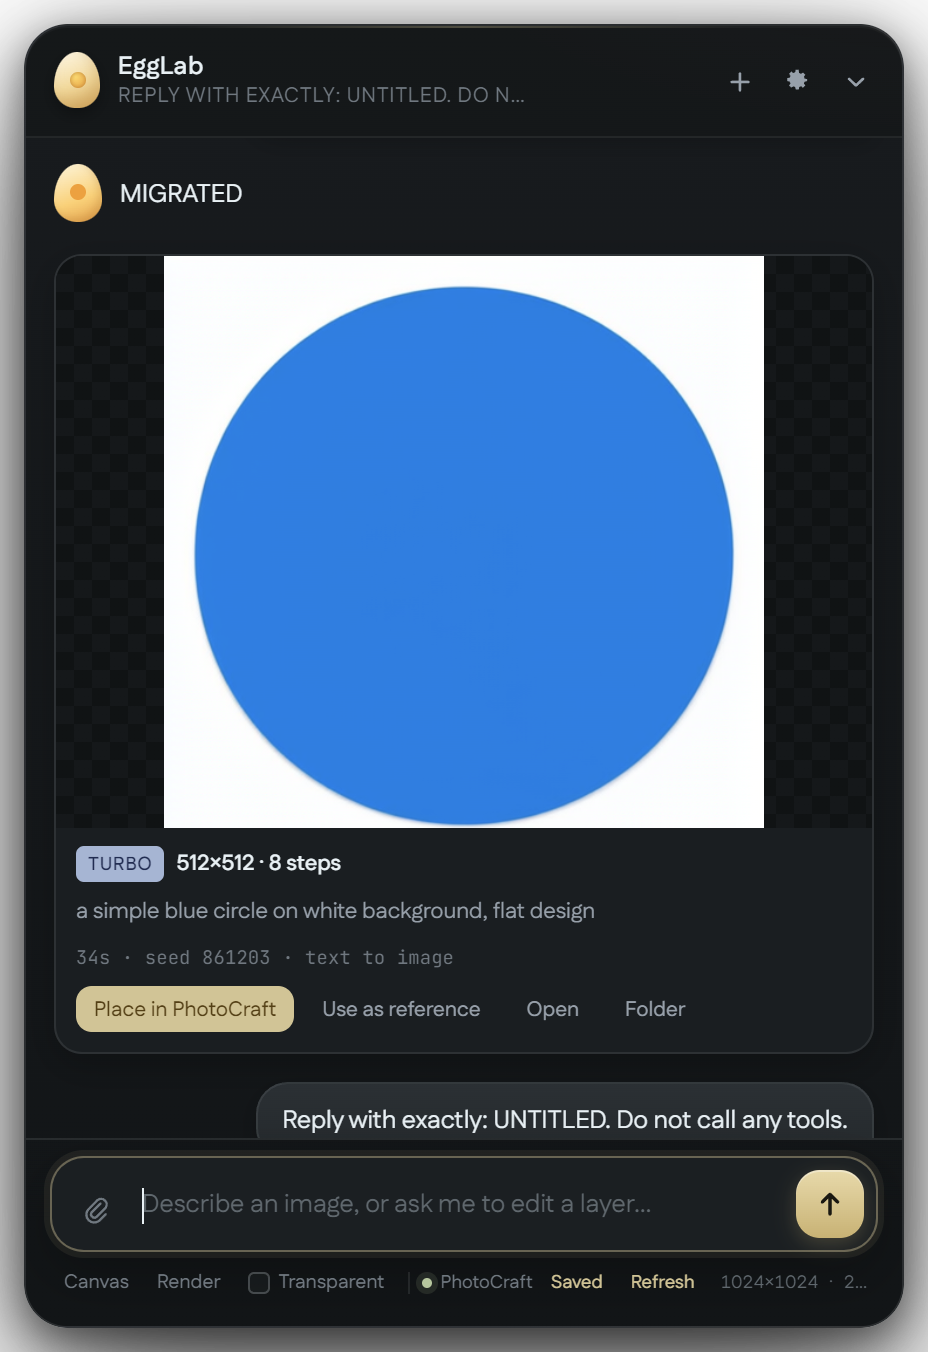 EggLab
REPLY WITH EXACTLY: UNTITLED. DO N...
MIGRATED
TURBO 512×512 · 8 steps
a simple blue circle on white background, flat design
34s · seed 861203 · text to image
Place in PhotoCraft Use as reference Open Folder
Reply with exactly: UNTITLED. Do not call any tools.
Describe an image, or ask me to edit a layer...
Canvas Render Transparent PhotoCraft Saved Refresh 1024×1024 · 2...